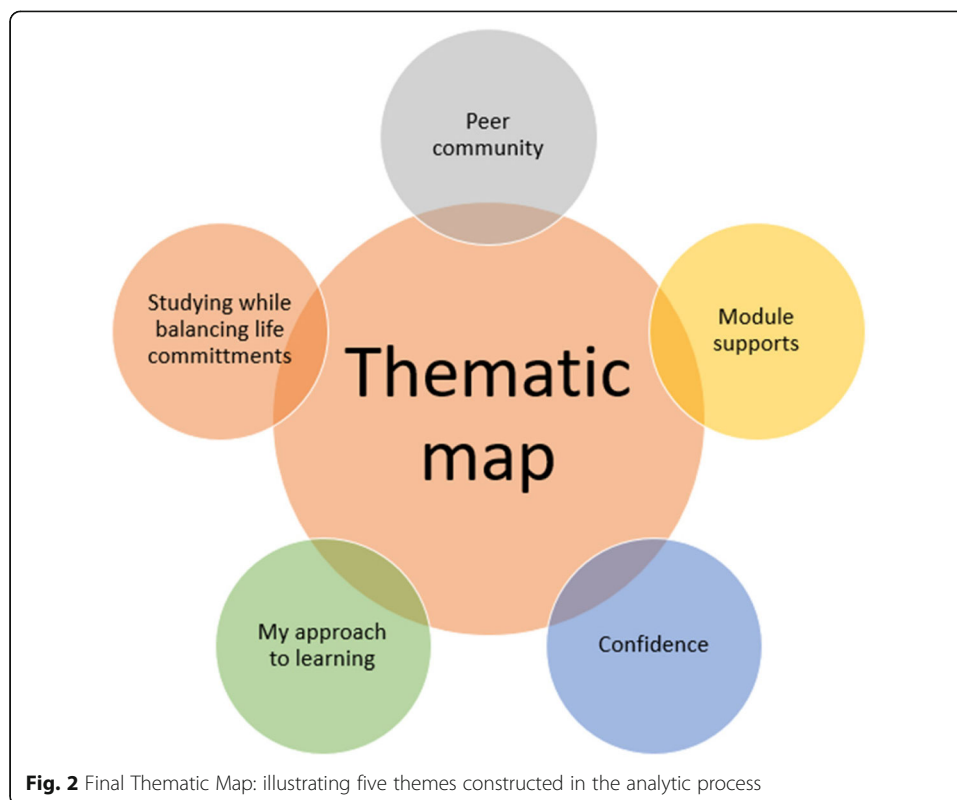 Peer
community
Studying while
balancing life
committments
Module
supports
Thematic
map
My approach
to learning
Confidence
Fig. 2 Final Thematic Map: illustrating five themes constructed in the analytic process